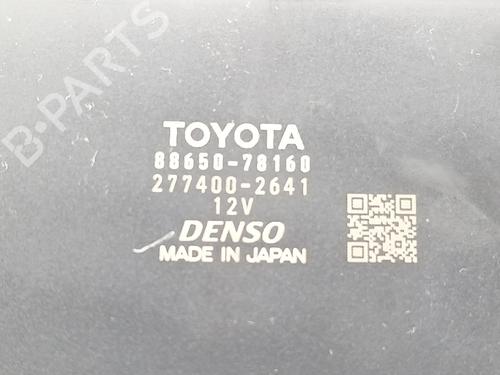 B-PARTS
TOYOTA
88650-78160
277400-2641
12V
DENSO
MADE IN JAPAN